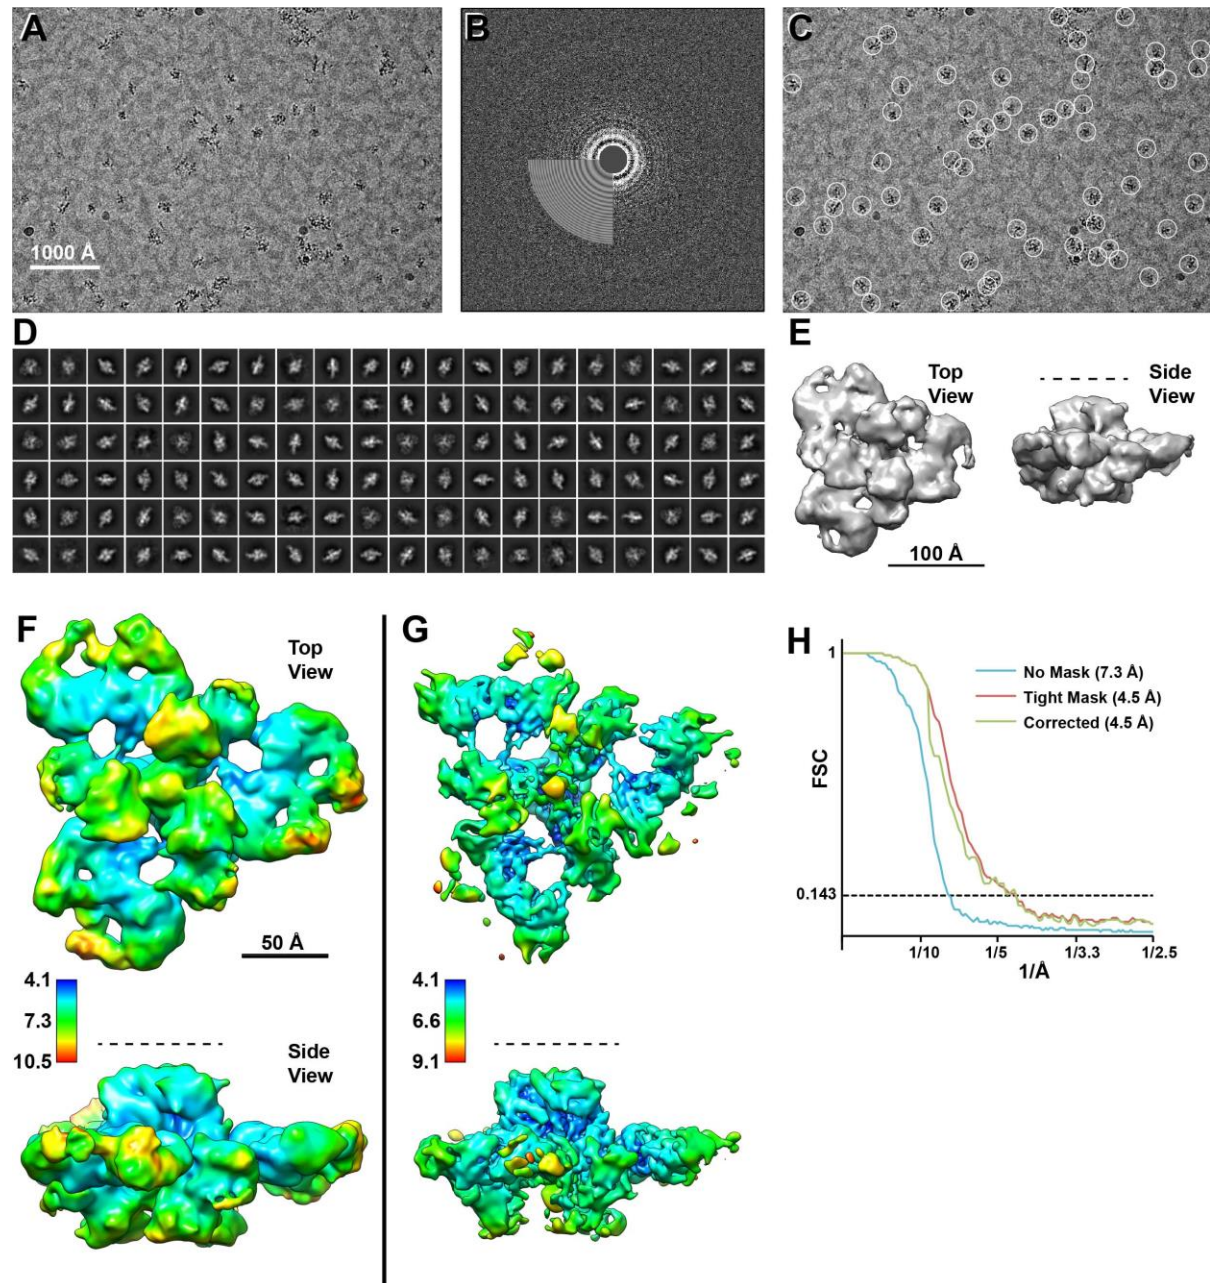 A
B
C
1000 Å
D
E
Top
View
Side
View
100 Å
F
Top
View
50 Å
4.1
7.3
10.5
Side
View
G
4.1
6.6
9.1
H
1
FSC
0.143
No Mask (7.3 Å)
Tight Mask (4.5 Å)
Corrected (4.5 Å)
1/10
1/5
1/3.3
1/2.5
1/Å